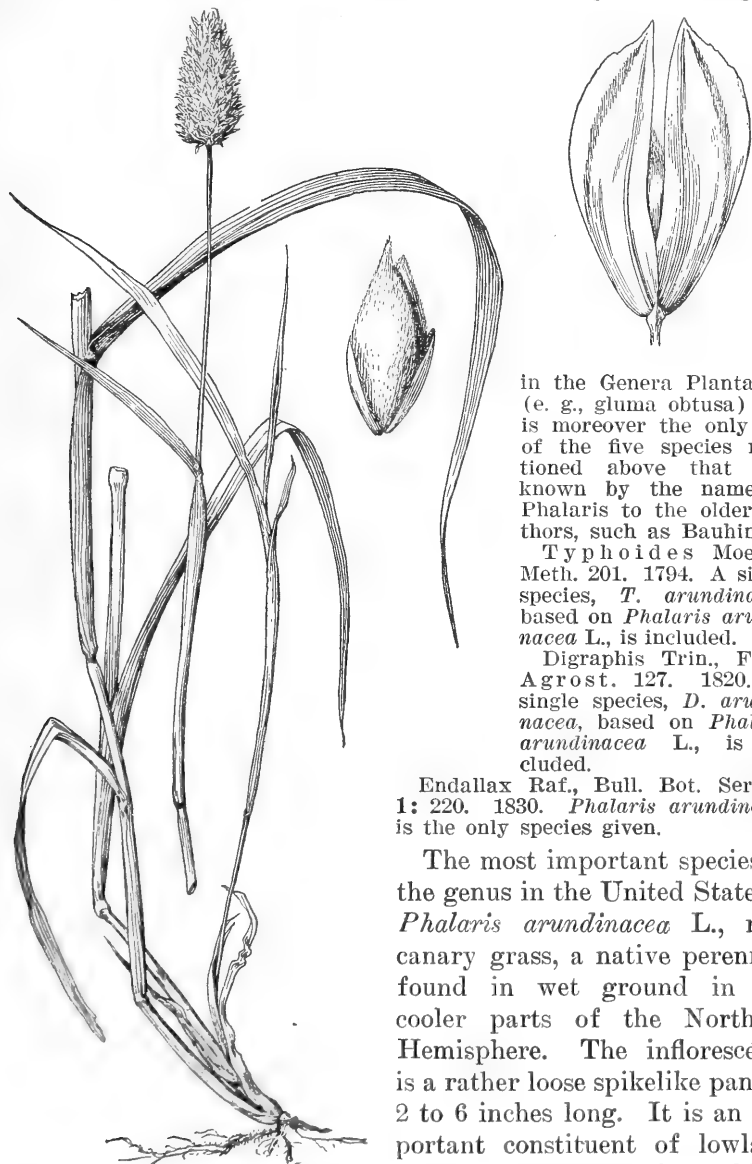 in the Genera Planta
(e. g., gluma obtusa)
is moreover the only
of the five species
tioned above that
known by the name
Phalaris to the older
thors, such as Bauhin
Typhoides Moe
Meth. 201. 1794. A si
species, T. arundina
based on Phalaris aru
nacea L., is included.
Digraphis Trin., F
Agrost. 127. 1820.
single species, D. aru
nacea, based on Phal
arundinacea L., is
cluded.
Endallax Raf., Bull. Bot. Ser
1: 220. 1830. Phalaris arundin
is the only species given.
The most important species
the genus in the United State
Phalaris arundinacea L.,
canary grass, a native peren
found in wet ground in
cooler parts of the North
Hemisphere. The infloresce
is a rather loose spikelike pan
2 to 6 inches long. It is an
portant constituent of lowl